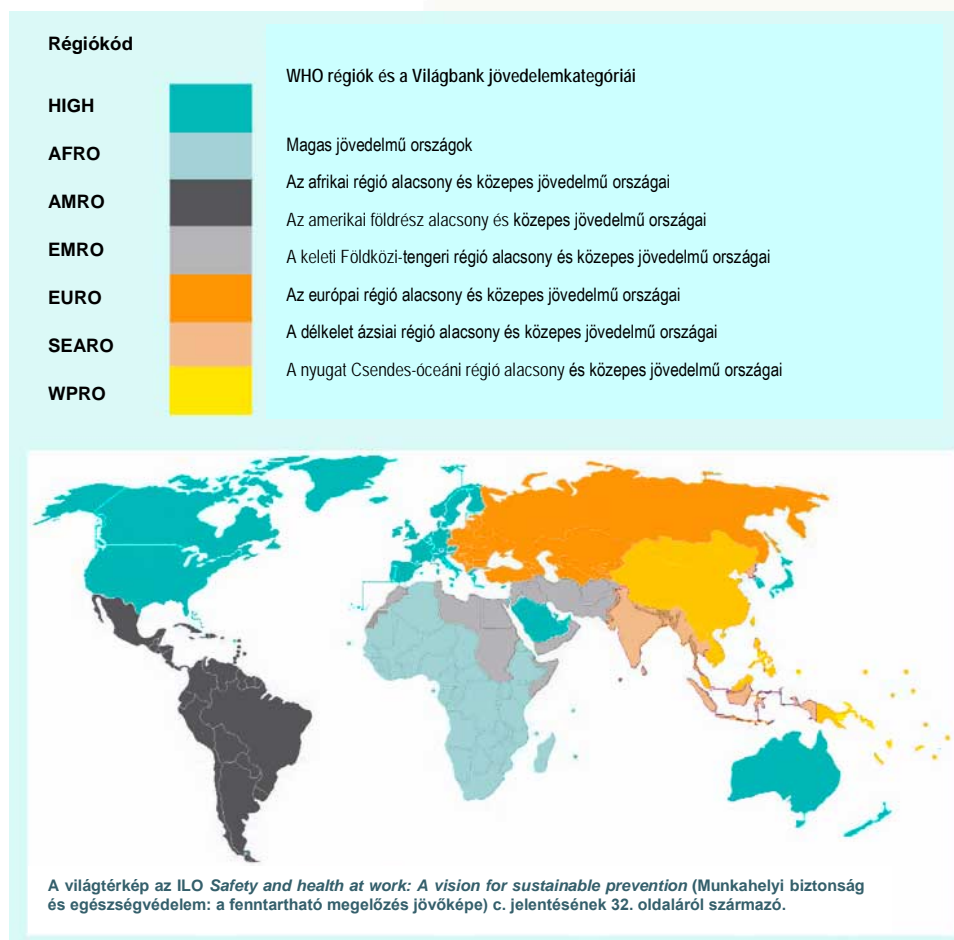 Régiókód
WHO régiók és a Világbank jövedelemkategóriái
HIGH
Magas jövedelmű országok
AFRO
Az afrikai régió alacsony és közepes jövedelmű országai
AMRO
Az amerikai földrész alacsony és közepes jövedelmű országai
EMRO
A keleti Földközi-tengeri régió alacsony és közepes jövedelmű országai
EURO
Az európai régió alacsony és közepes jövedelmű országai
SEARO
A délkelet ázsiai régió alacsony és közepes jövedelmű országai
WPRO
A nyugat Csendes-óceáni régió alacsony és közepes jövedelmű országai
A világtérkép az ILO Safety and health at work: A vision for sustainable prevention (Munkahelyi biztonság
és egészségvédelem: a fenntartható megelőzés jövőképe) c. jelentésének 32. oldaláról származó.